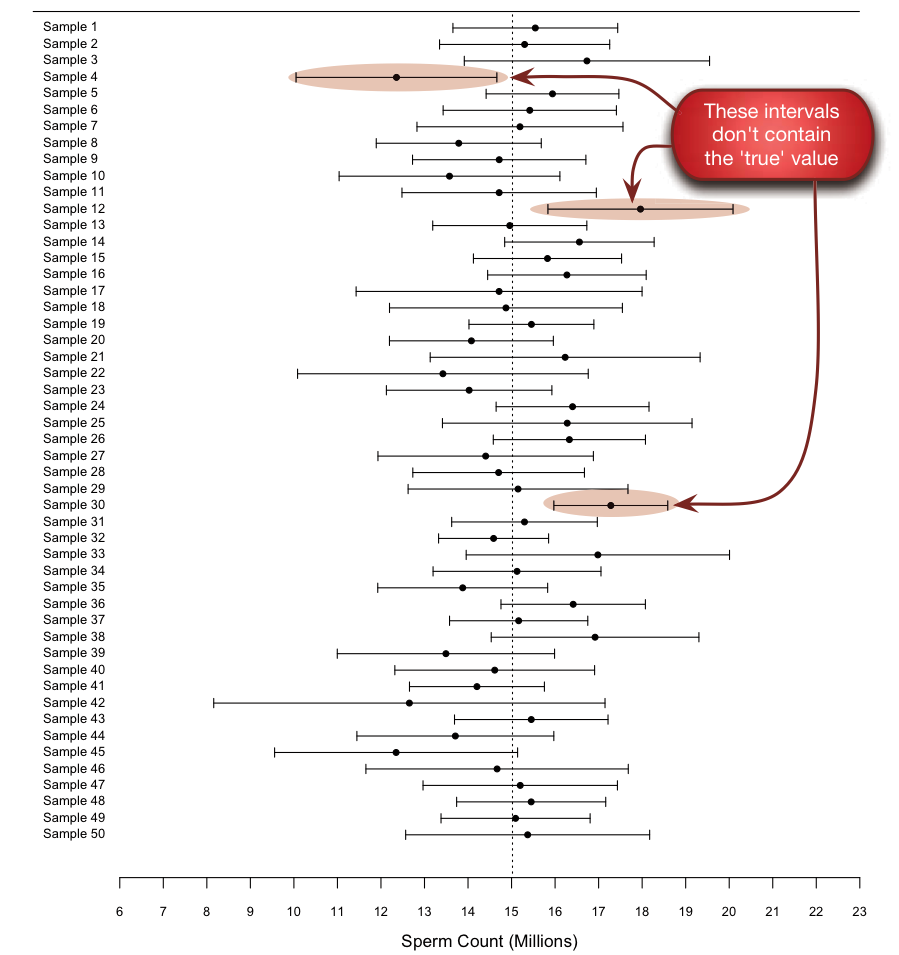 Sample 1
Sample 2
Sample 3
Sample 4
Sample 5
Sample 6
Sample 7
Sample 8
Sample 9
Sample 10
Sample 11
Sample 12
Sample 13
Sample 14
Sample 15
Sample 16
Sample 17
Sample 18
Sample 19
Sample 20
Sample 21
Sample 22
Sample 23
Sample 24
Sample 25
Sample 26
Sample 27
Sample 28
Sample 29
Sample 30
Sample 31
Sample 32
Sample 33
Sample 34
Sample 35
Sample 36
Sample 37
Sample 38
Sample 39
Sample 40
Sample 41
Sample 42
Sample 43
Sample 44
Sample 45
Sample 46
Sample 47
Sample 48
Sample 49
Sample 50
These intervals
don't contain
the 'true' value
6 7 8 9 10 11 12 13 14 15 16 17 18 19 20 21 22 23
Sperm Count (Millions)